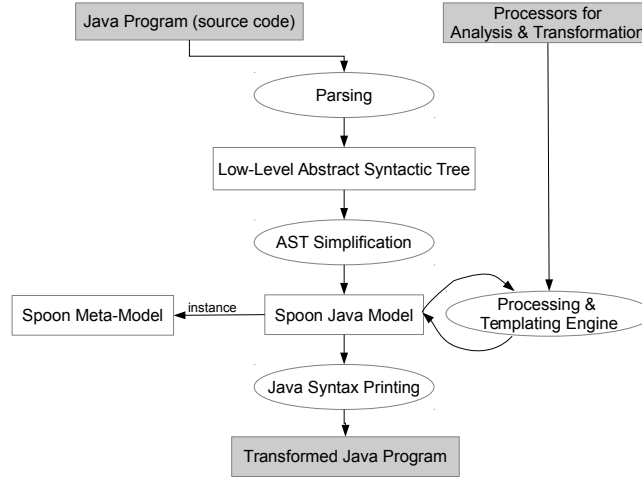 Java Program (source code)
Processors for
Analysis & Transformation
Parsing
Low-Level Abstract Syntactic Tree
AST Simplification
Spoon Meta-Model
instance
Spoon Java Model
Processing &
Templating Engine
Java Syntax Printing
Transformed Java Program